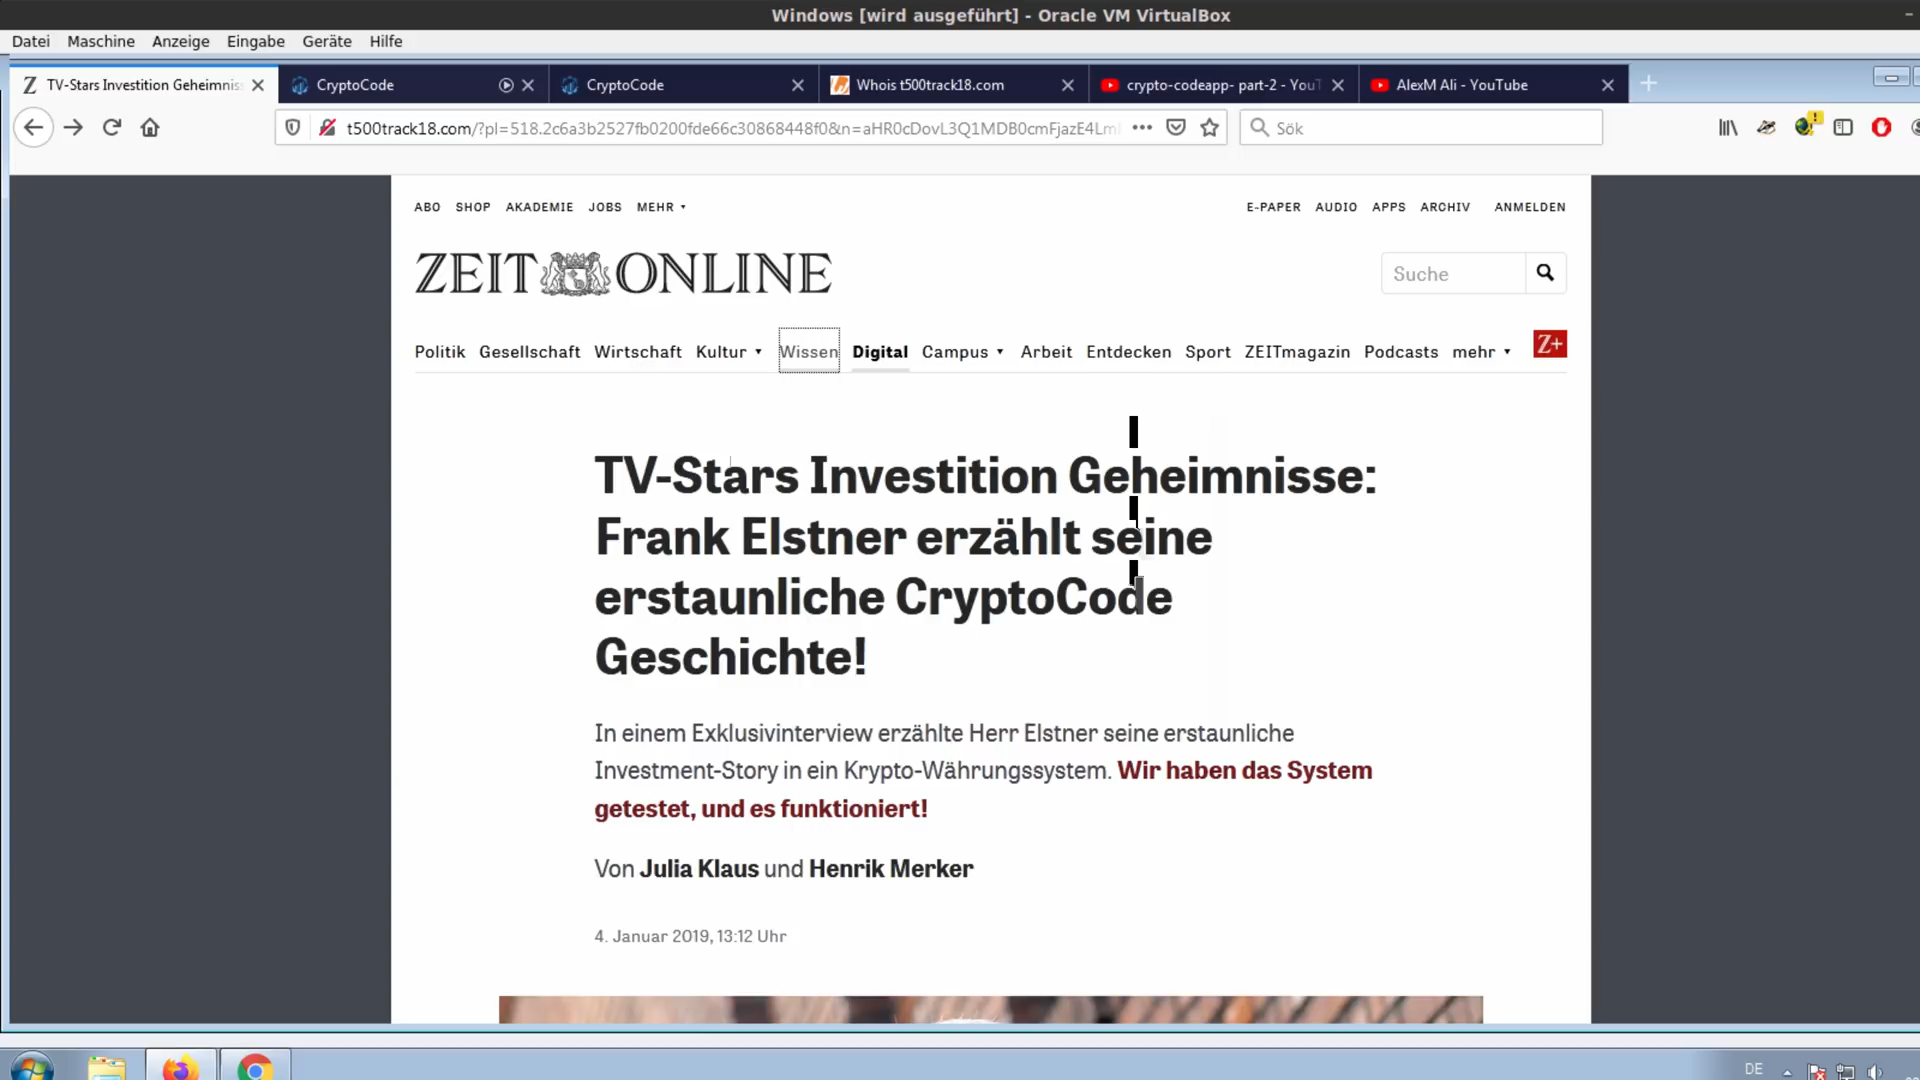 Windows [wird ausgeführt] - Oracle VM VirtualBox
Datei Maschine Anzeige Eingabe Geräte Hilfe
TV-Stars Investition Geheimnis CryptoCode CryptoCode Whois t500track18.com crypto-codeapp- part-2 - YouT AlexM Ali - YouTube
t500track18.com/?pl=518.2c6a3b2527fb0200fde66c30868448f0&n=aHR0cDovL3Q1MDB0cmFjazE4Lm Sök
ABO SHOP AKADEMIE JOBS MEHR E-PAPER AUDIO APPS ARCHIV ANMELDEN
ZEIT ONLINE
Suche
Politik Gesellschaft Wirtschaft Kultur Wissen Digital Campus Arbeit Entdecken Sport ZEITmagazin Podcasts mehr Z+
TV-Stars Investition Geheimnisse:
Frank Elstner erzählt seine
erstaunliche CryptoCode
Geschichte!
In einem Exklusivinterview erzählte Herr Elstner seine erstaunliche
Investment-Story in ein Krypto-Währungssystem. Wir haben das System
getestet, und es funktioniert!
Von Julia Klaus und Henrik Merker
4. Januar 2019, 13:12 Uhr
DE